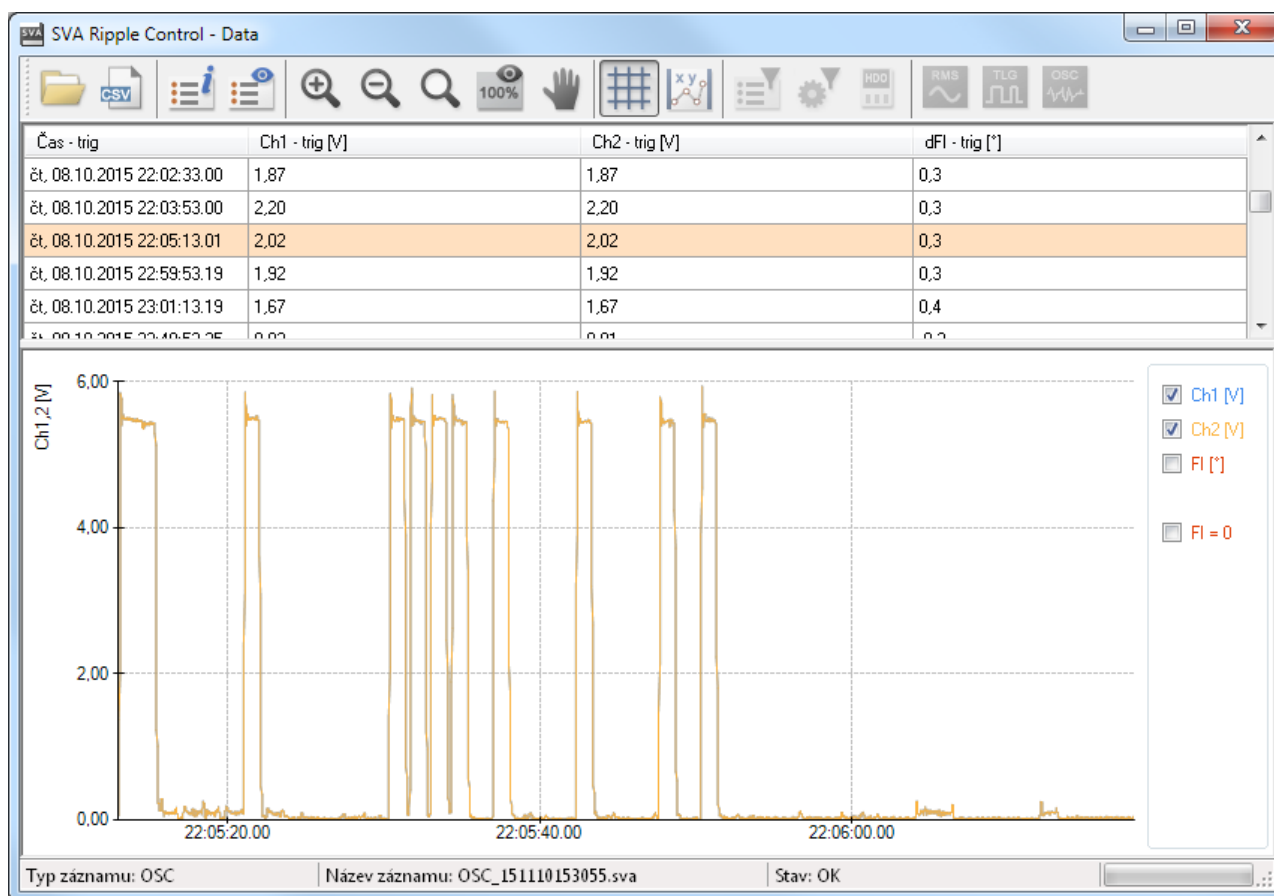 SVA SVA Ripple Control - Data
CSV 100% x y HDO RMS TLG OSC
Čas - trig Ch1 - trig [V] Ch2 - trig [V] dFI - trig [°]
čt, 08.10.2015 22:02:33.00 1,87 1,87 0,3
čt, 08.10.2015 22:03:53.00 2,20 2,20 0,3
čt, 08.10.2015 22:05:13.01 2,02 2,02 0,3
čt, 08.10.2015 22:59:53.19 1,92 1,92 0,3
čt, 08.10.2015 23:01:13.19 1,67 1,67 0,4
Ch1,2 [V]
6,00
4,00
2,00
0,00
22:05:20.00 22:05:40.00 22:06:00.00
Ch1 [V]
Ch2 [V]
FI [°]
FI = 0
Typ záznamu: OSC Název záznamu: OSC_151110153055.sva Stav: OK